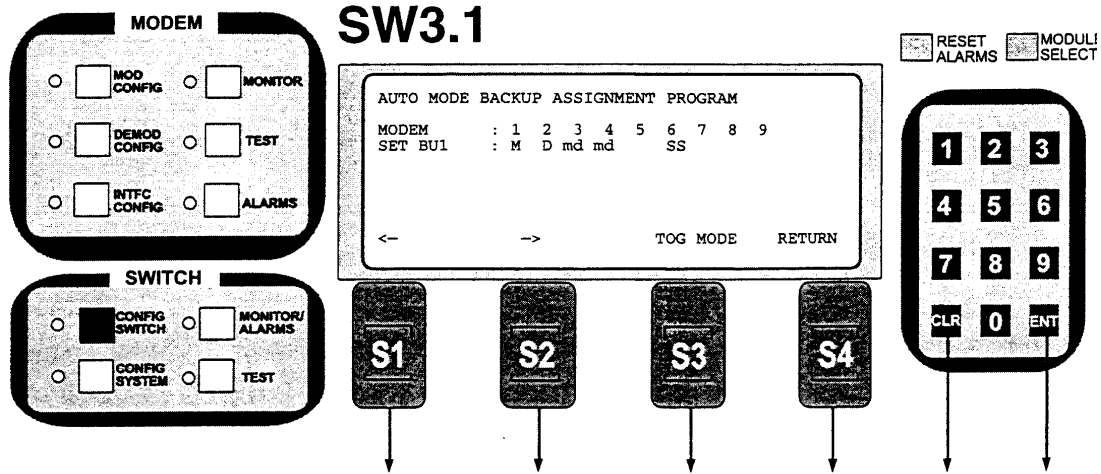 SW3.1
MODEM
MOD CONFIG
MONITOR
DEMOD CONFIG
TEST
INTFC CONFIG
ALARMS
SWITCH
CONFIG SWITCH
MONITOR/ ALARMS
CONFIG SYSTEM
TEST
AUTO MODE BACKUP ASSIGNMENT PROGRAM
MODEM : 1 2 3 4 5 6 7 8 9
SET BU1 : M D md md SS
<— —> TOG MODE RETURN
S1 S2 S3 S4
RESET ALARMS
MODULE SELECT
1 2 3
4 5 6
7 8 9
CLR 0 ENT